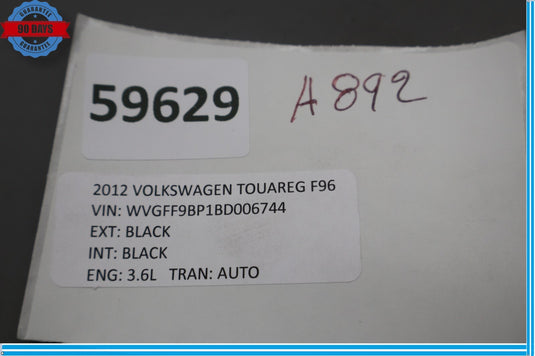 GUARANTEE
90 DAYS
GUARANTEE
59629
A892
2012 VOLKSWAGEN TOUAREG F96
VIN: WVGFF9BP1BD006744
EXT: BLACK
INT: BLACK
ENG: 3.6L TRAN: AUTO